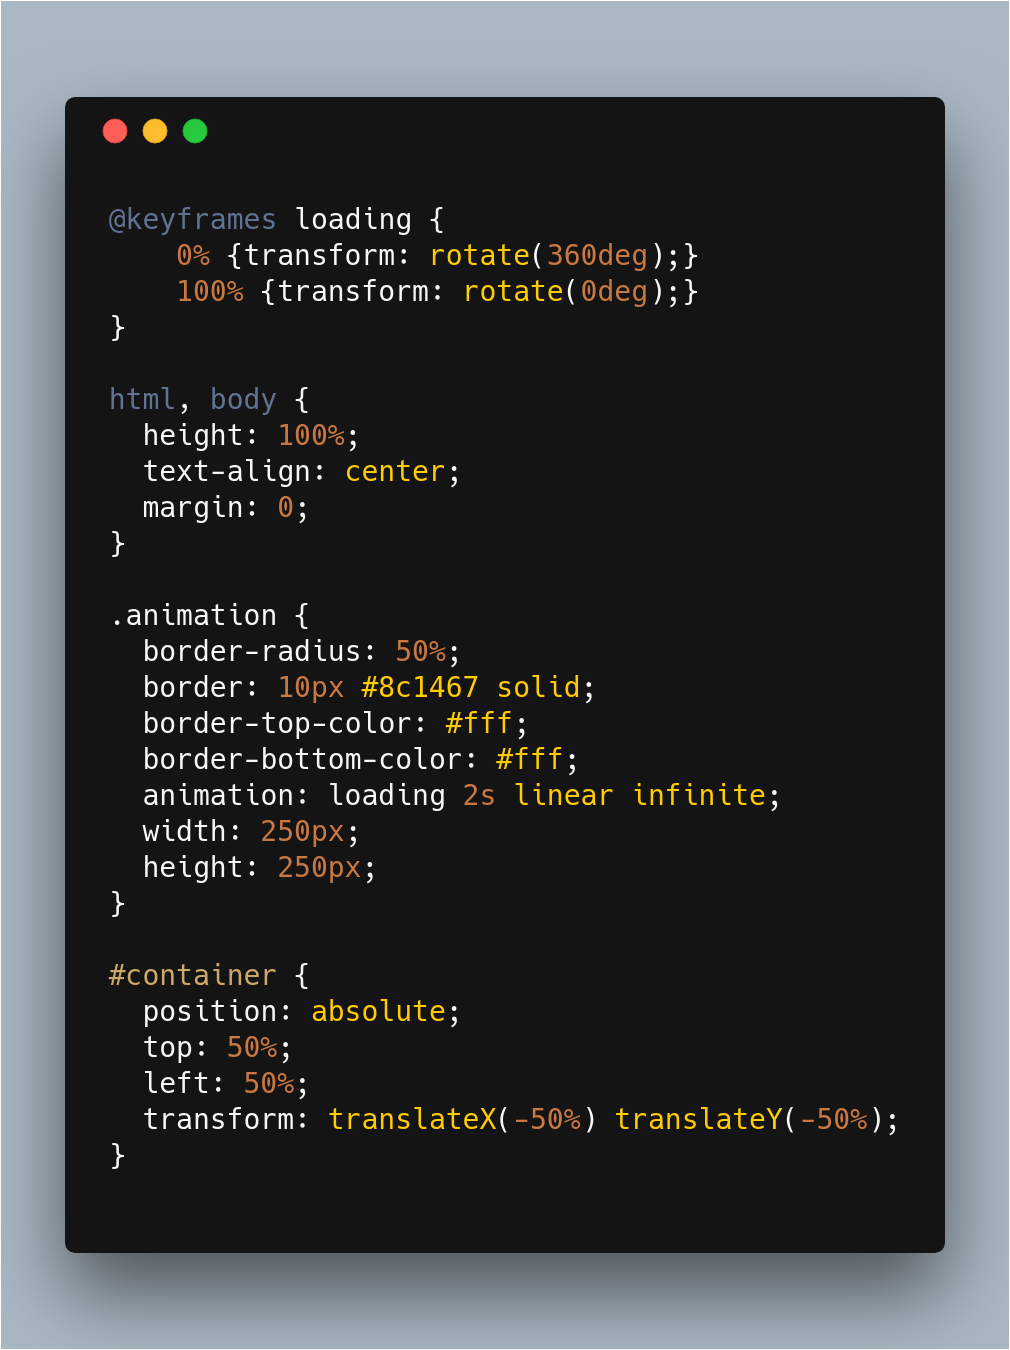 @keyframes loading {
    0% {transform: rotate(360deg);}
    100% {transform: rotate(0deg);}
}

html, body {
  height: 100%;
  text-align: center;
  margin: 0;
}

.animation {
  border-radius: 50%;
  border: 10px #8c1467 solid;
  border-top-color: #fff;
  border-bottom-color: #fff;
  animation: loading 2s linear infinite;
  width: 250px;
  height: 250px;
}

#container {
  position: absolute;
  top: 50%;
  left: 50%;
  transform: translateX(-50%) translateY(-50%);
}